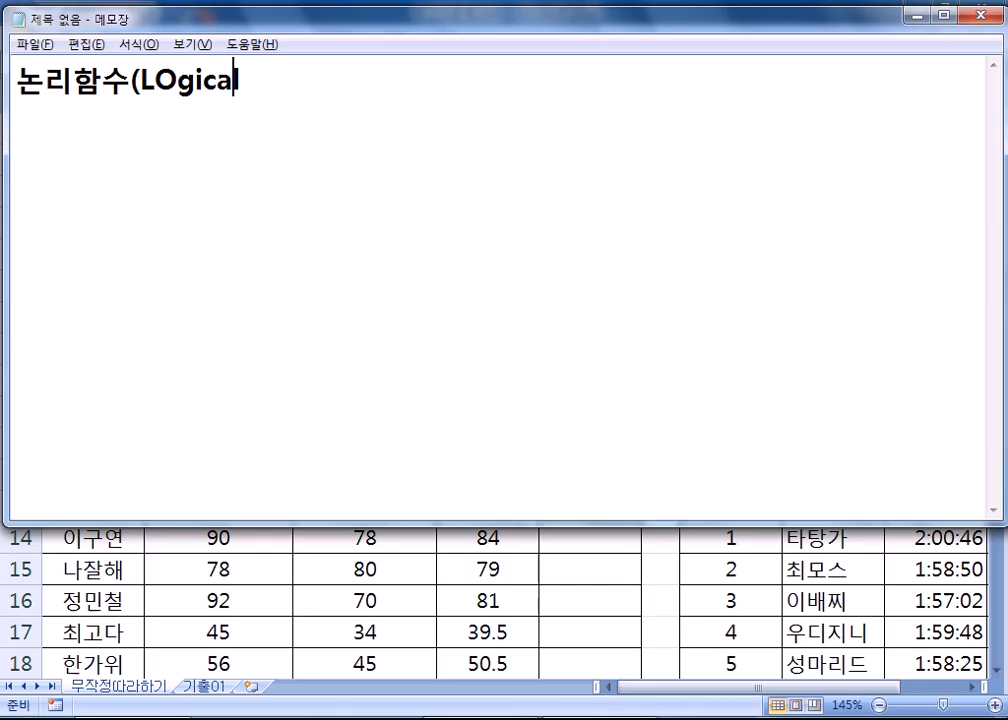 제목 없음 - 메모장
파일(F) 편집(E) 서식(O) 보기(V) 도움말(H)
논리함수(LOgical
14 이구연 90 78 84 1 타탕가 2:00:46
15 나잘해 78 80 79 2 최모스 1:58:50
16 정민철 92 70 81 3 이배찌 1:57:02
17 최고다 45 34 39.5 4 우디지니 1:59:48
18 한가위 56 45 50.5 5 성마리드 1:58:25
무작정따라하기 기출01
준비 145%